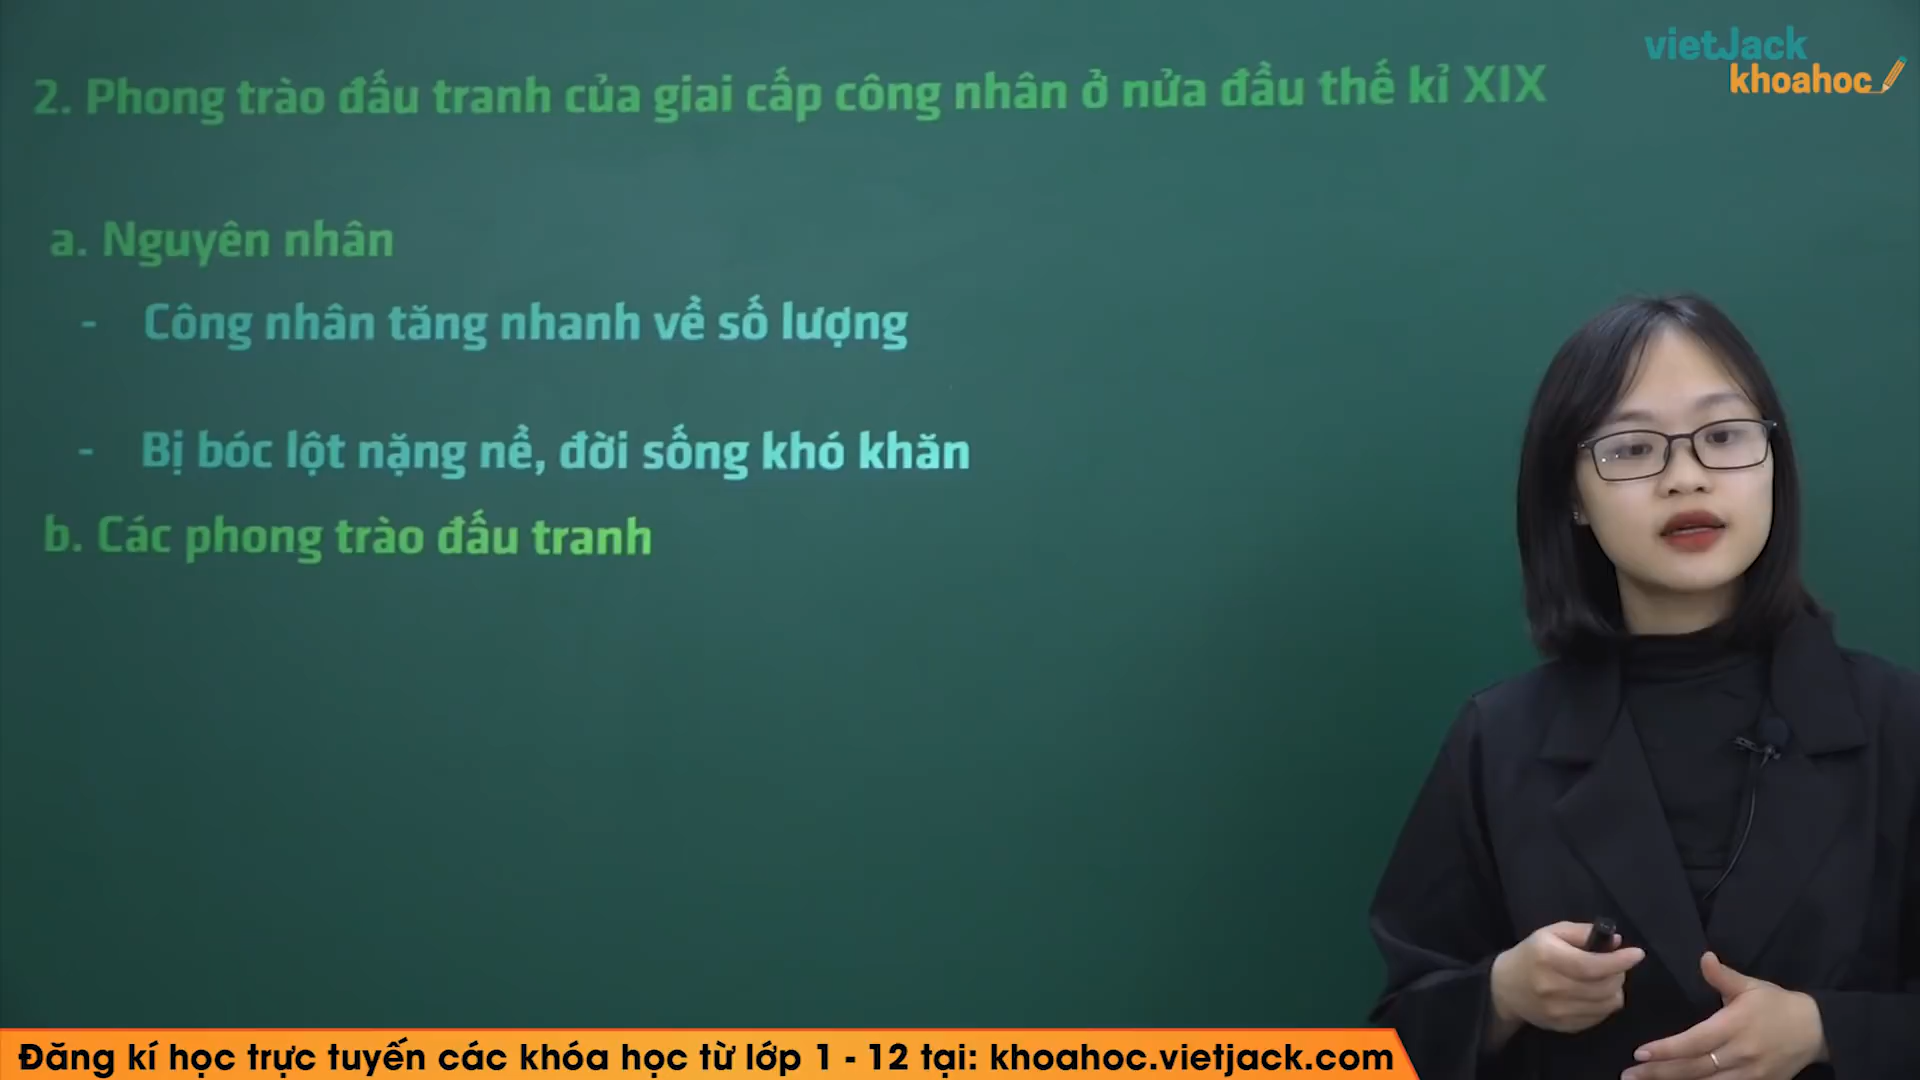 vietJack
khoahoc
2. Phong trào đấu tranh của giai cấp công nhân ở nửa đầu thế kỉ XIX
a. Nguyên nhân
- Công nhân tăng nhanh về số lượng
- Bị bóc lột nặng nề, đời sống khó khăn
b. Các phong trào đấu tranh
Đăng kí học trực tuyến các khóa học từ lớp 1 - 12 tại: khoahoc.vietjack.com